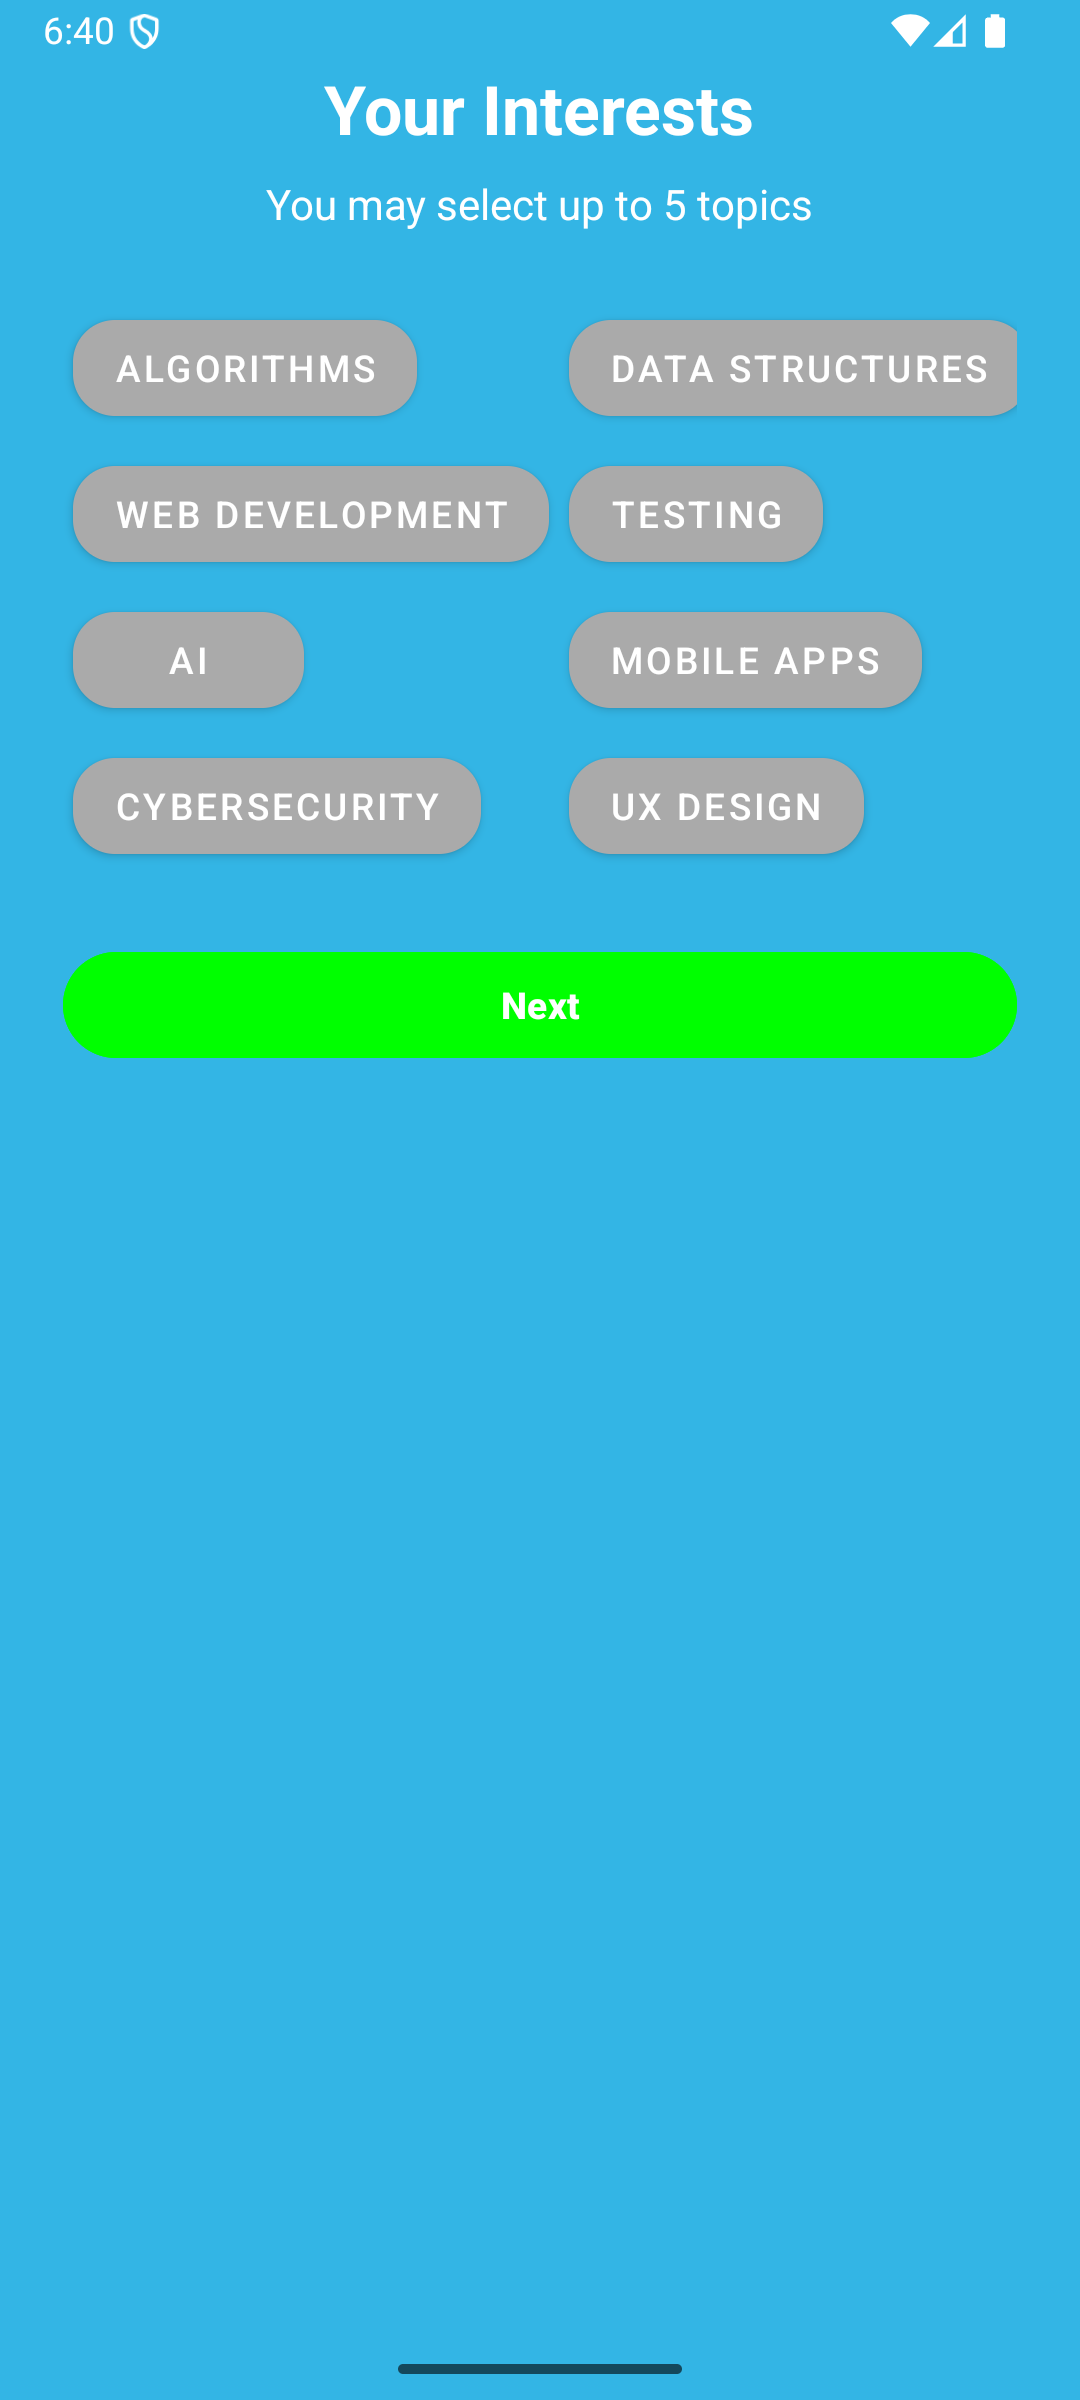 6:40
Your Interests
You may select up to 5 topics
ALGORITHMS
DATA STRUCTURES
WEB DEVELOPMENT
TESTING
AI
MOBILE APPS
CYBERSECURITY
UX DESIGN
Next